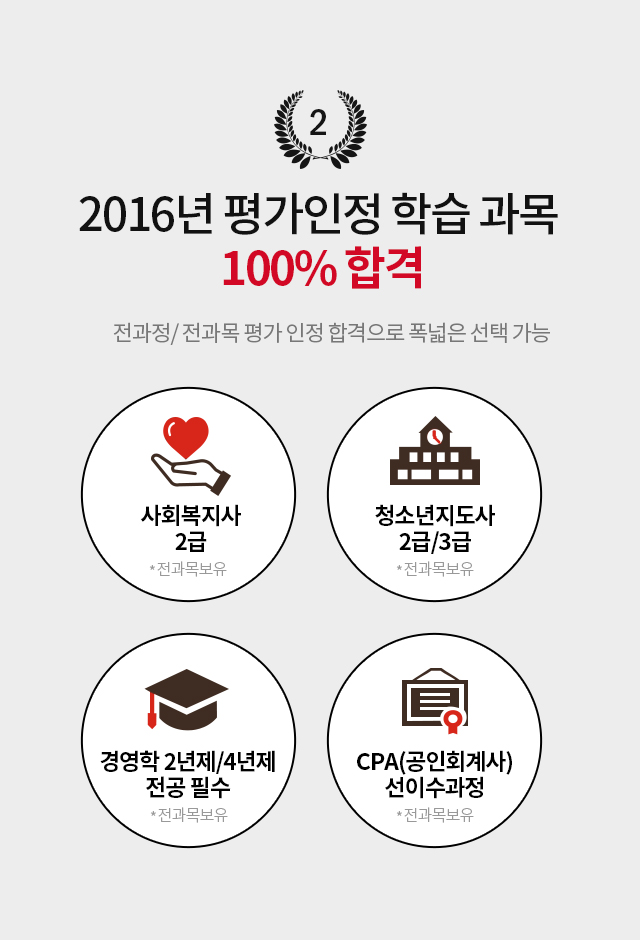 2
2016년 평가인정 학습 과목
100% 합격
전과정/ 전과목 평가 인정 합격으로 폭넓은 선택 가능
사회복지사
2급
*전과목보유
청소년지도사
2급/3급
*전과목보유
경영학 2년제/4년제
전공 필수
*전과목보유
CPA(공인회계사)
선이수과정
*전과목보유